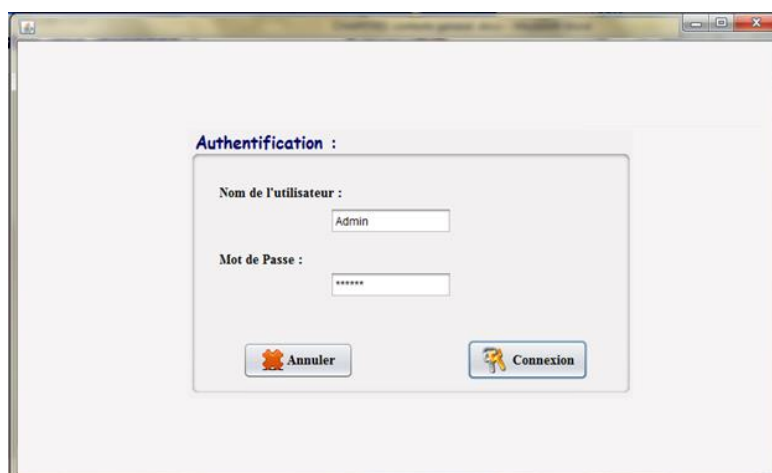 Authentification :
Nom de l'utilisateur :
Admin
Mot de Passe :
******
Annuler
Connexion